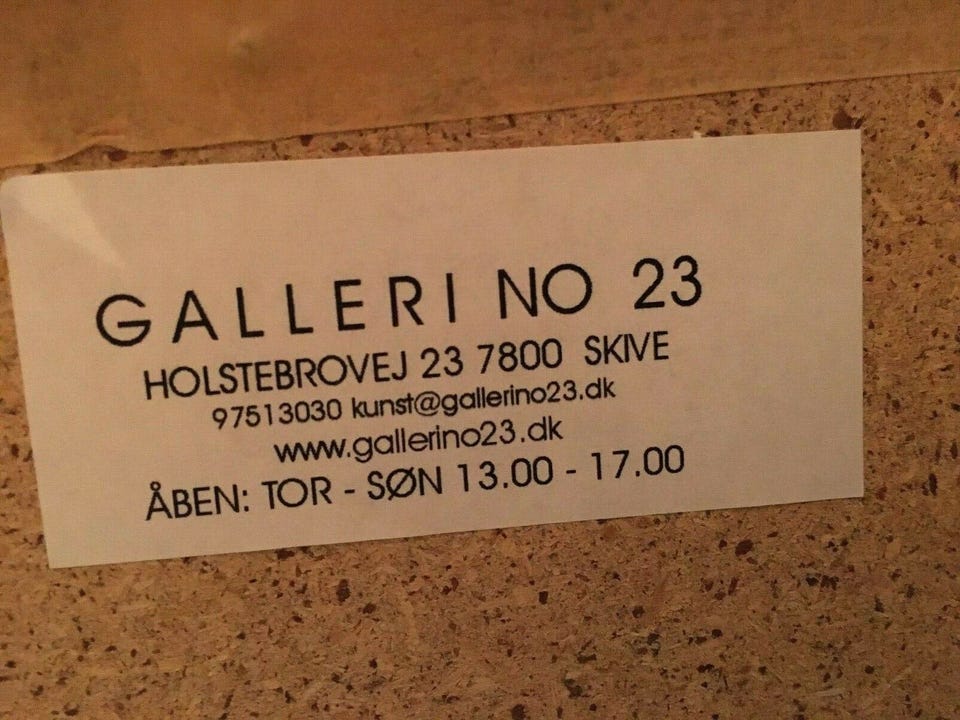 GALLERI NO 23
HOLSTEBROVEJ 23 7800 SKIVE
97513030 kunst@gallerino23.dk
www.gallerino23.dk
ÅBEN: TOR - SØN 13.00 - 17.00